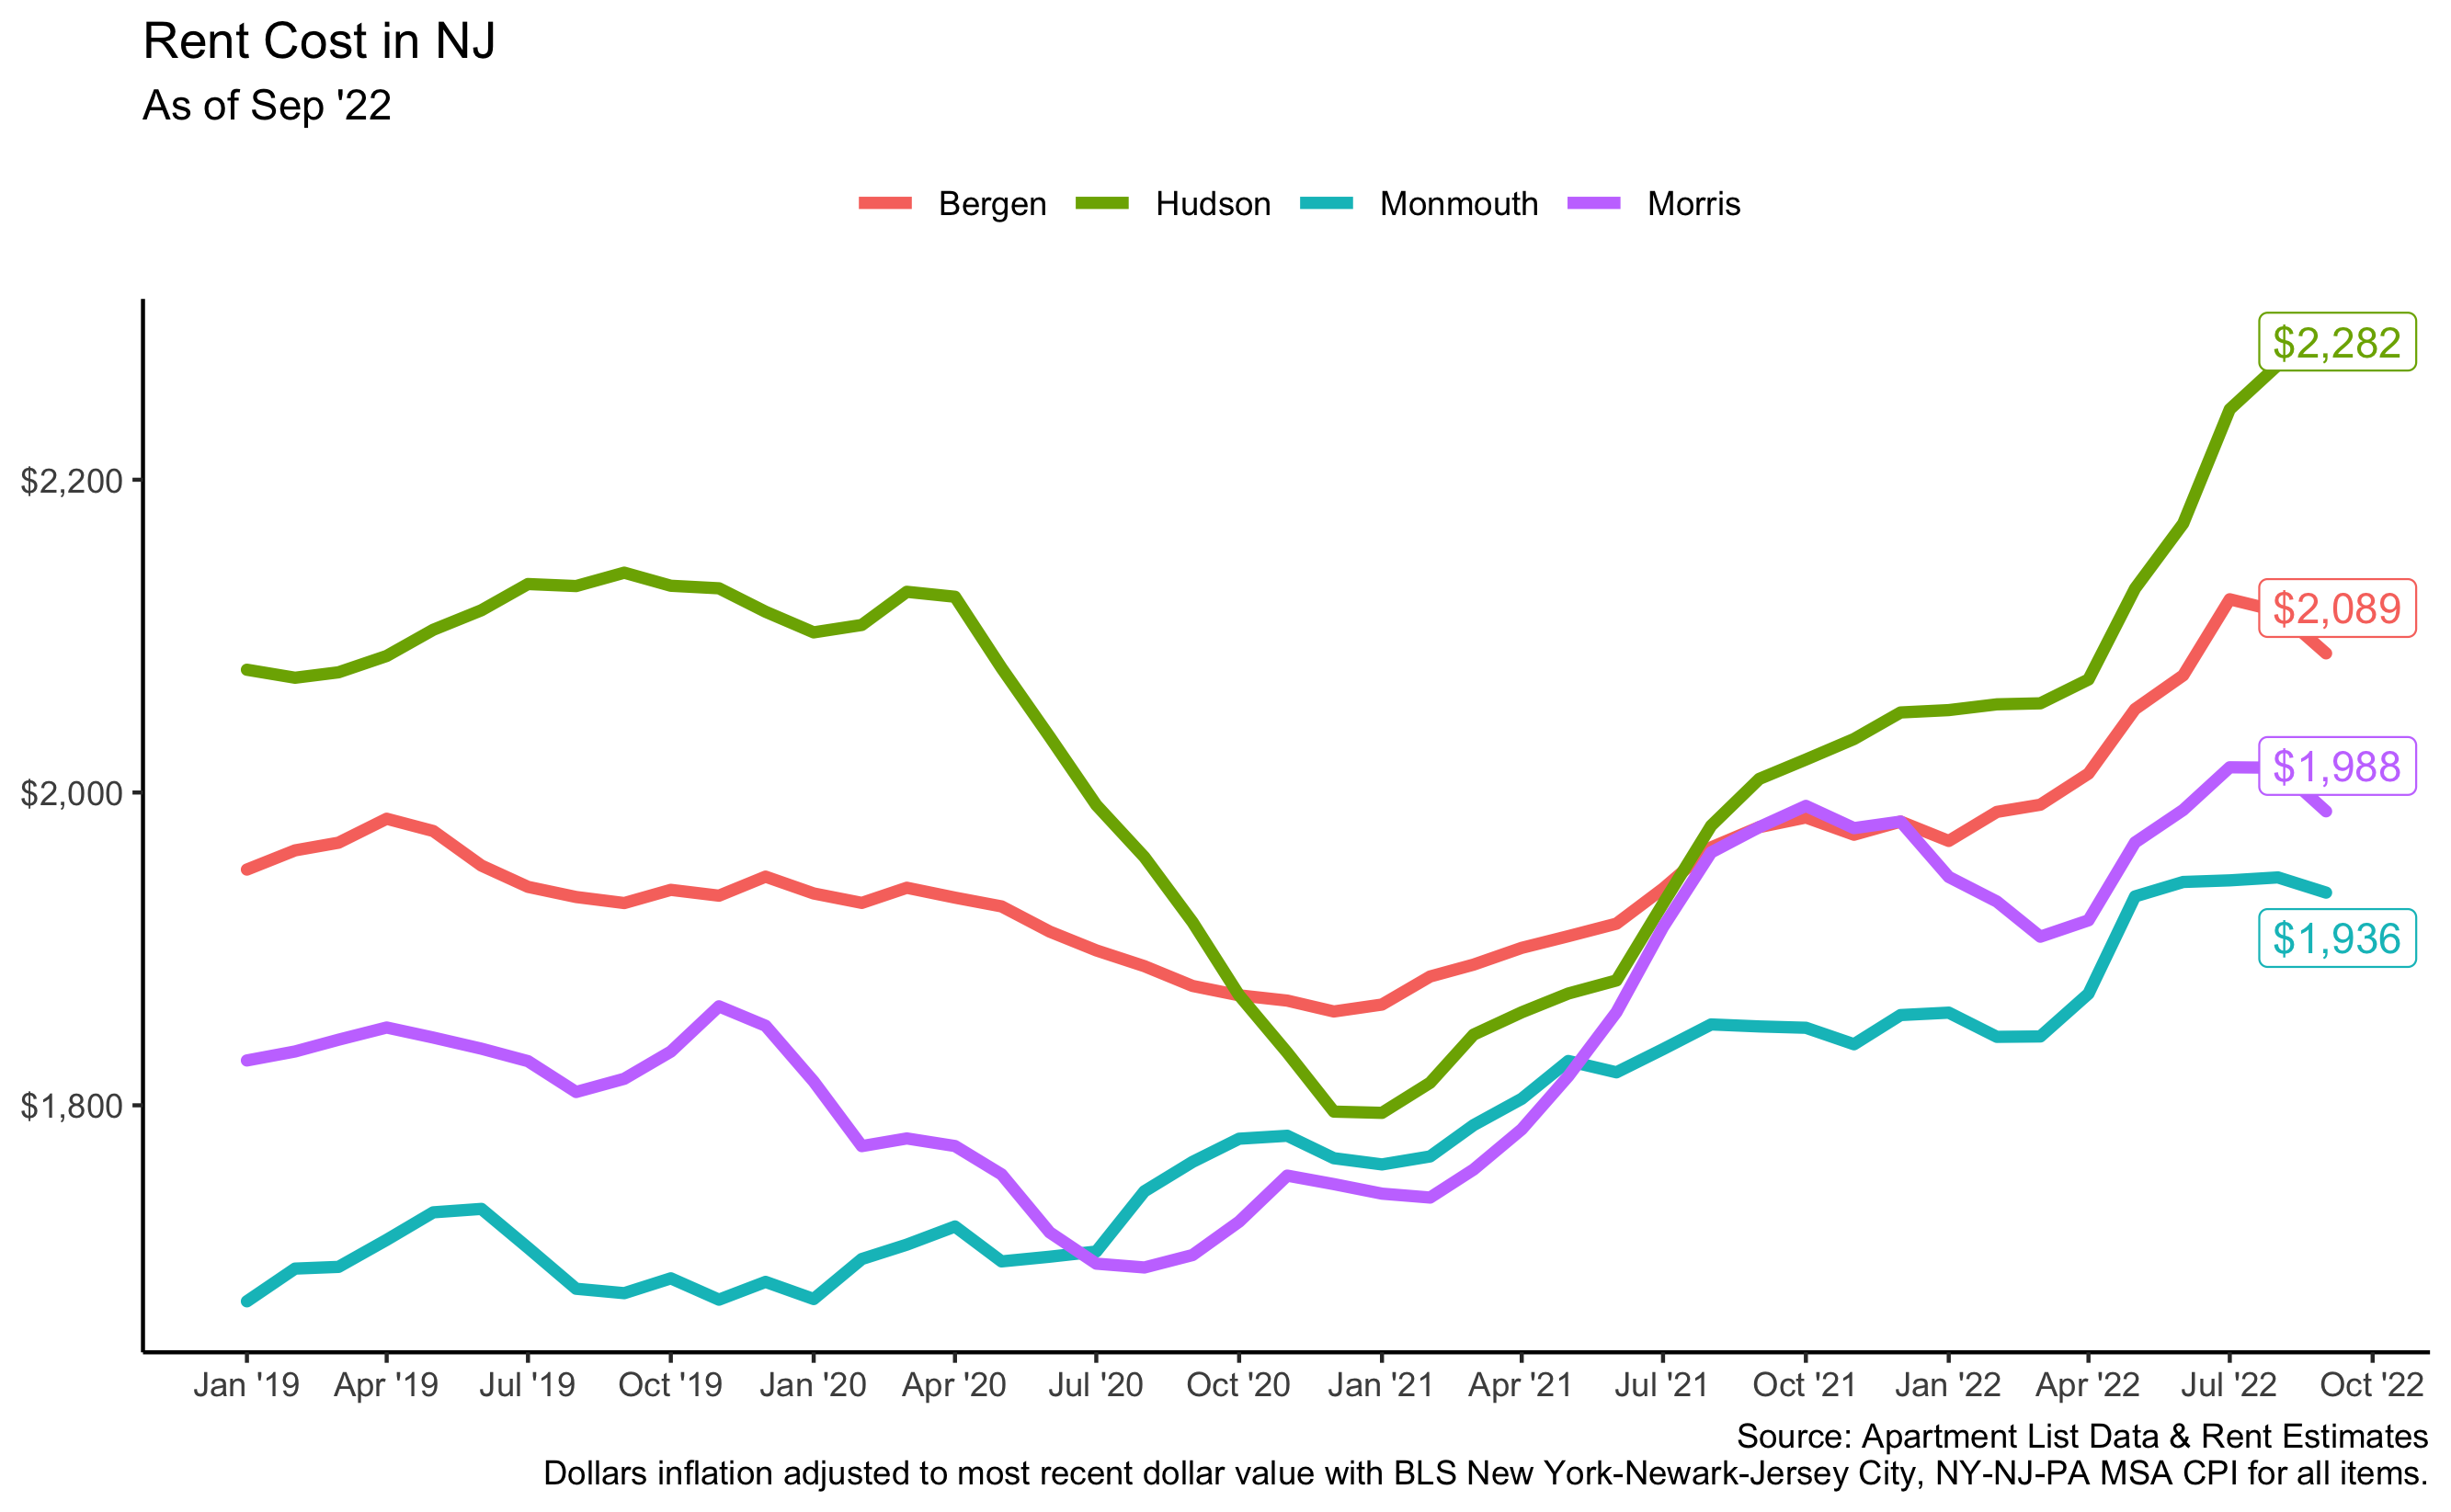 Rent Cost in NJ
As of Sep '22
Bergen Hudson Monmouth Morris
$2,282
$2,200
$2,089
$2,000
$1,988
$1,936
$1,800
Jan '19 Apr '19 Jul '19 Oct '19 Jan '20 Apr '20 Jul '20 Oct '20 Jan '21 Apr '21 Jul '21 Oct '21 Jan '22 Apr '22 Jul '22 Oct '22
Source: Apartment List Data & Rent Estimates
Dollars inflation adjusted to most recent dollar value with BLS New York-Newark-Jersey City, NY-NJ-PA MSA CPI for all items.